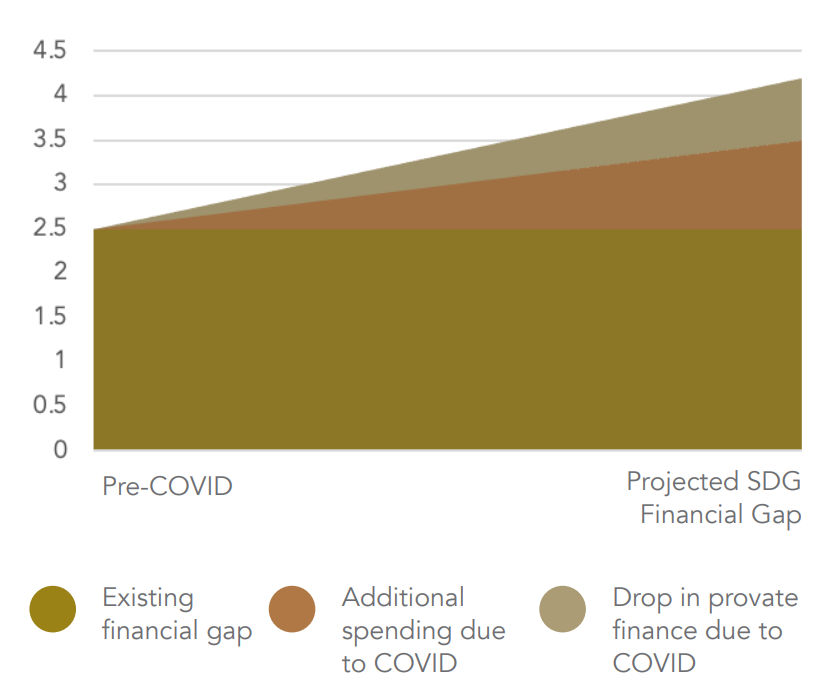 4.5
4
3.5
3
2.5
2
1.5
1
0.5
0
Pre-COVID
Projected SDG
Financial Gap
Existing
financial gap
Additional
spending due
to COVID
Drop in provate
finance due to
COVID